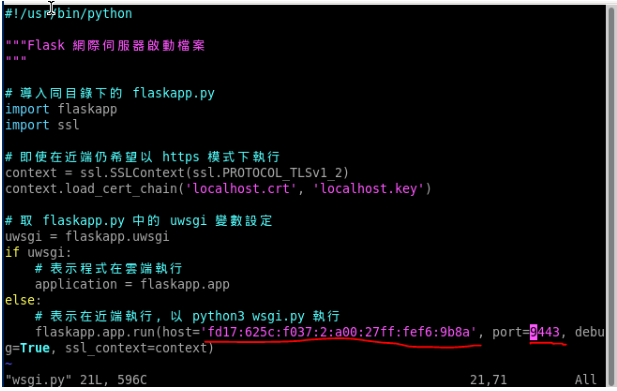 #!/usr/bin/python
"""Flask 網際伺服器啟動檔案
"""
# 導入同目錄下的 flaskapp.py
import flaskapp
import ssl
# 即使在近端仍希望以 https 模式下執行
context = ssl.SSLContext(ssl.PROTOCOL_TLSv1_2)
context.load_cert_chain('localhost.crt', 'localhost.key')
# 取 flaskapp.py 中的 uwsgi 變數設定
uwsgi = flaskapp.uwsgi
if uwsgi:
    # 表示程式在雲端執行
    application = flaskapp.app
else:
    # 表示在近端執行, 以 python3 wsgi.py 執行
    flaskapp.app.run(host='fd17:625c:f037:2:a00:27ff:fef6:9b8a', port=9443, debu
g=True, ssl_context=context)
~
"wsgi.py" 21L, 596C 21,71 All